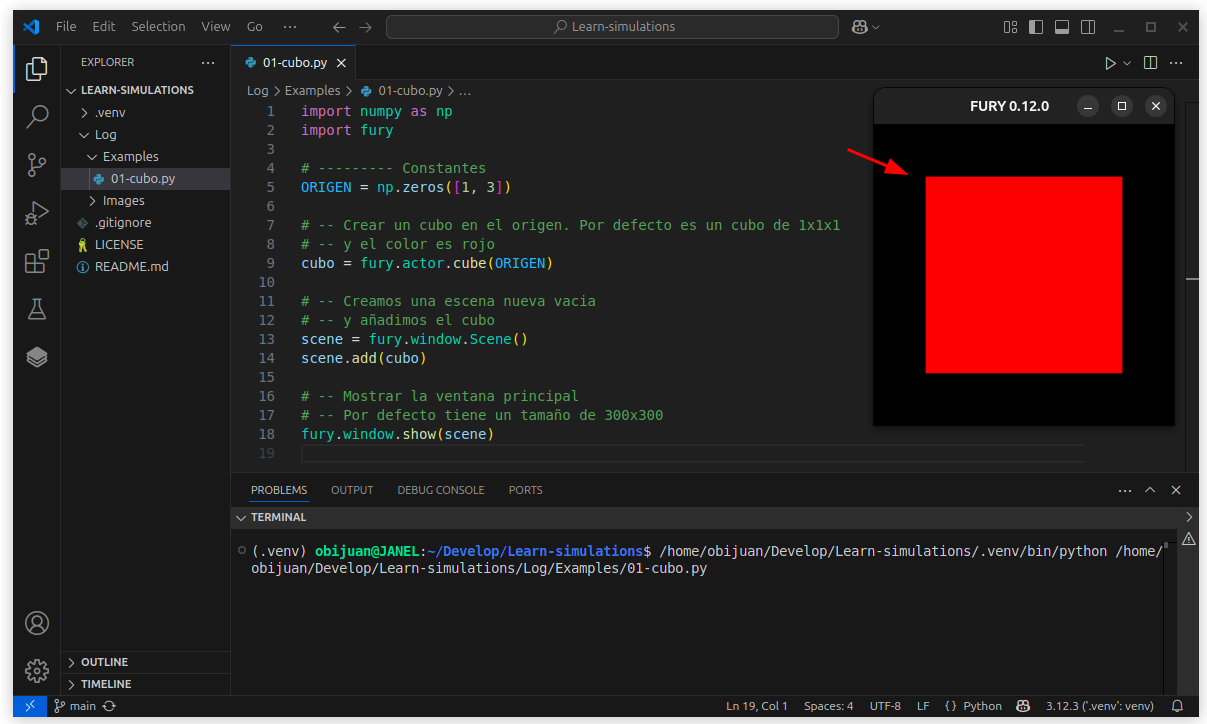 File Edit Selection View Go ··· Learn-simulations
EXPLORER ···
LEARN-SIMULATIONS
.venv
Log
Examples
01-cubo.py
Images
.gitignore
LICENSE
README.md
OUTLINE
TIMELINE
01-cubo.py
Log > Examples > 01-cubo.py > ...
1 import numpy as np
2 import fury
3
4 # --------- Constantes
5 ORIGEN = np.zeros([1, 3])
6
7 # -- Crear un cubo en el origen. Por defecto es un cubo de 1x1x1
8 # -- y el color es rojo
9 cubo = fury.actor.cube(ORIGEN)
10
11 # -- Creamos una escena nueva vacia
12 # -- y añadimos el cubo
13 scene = fury.window.Scene()
14 scene.add(cubo)
15
16 # -- Mostrar la ventana principal
17 # -- Por defecto tiene un tamaño de 300x300
18 fury.window.show(scene)
19
FURY 0.12.0
PROBLEMS OUTPUT DEBUG CONSOLE PORTS
TERMINAL
(.venv) obijuan@JANEL:~/Develop/Learn-simulations$ /home/obijuan/Develop/Learn-simulations/.venv/bin/python /home/
obijuan/Develop/Learn-simulations/Log/Examples/01-cubo.py
main Ln 19, Col 1 Spaces: 4 UTF-8 LF {} Python 3.12.3 ('.venv': venv)